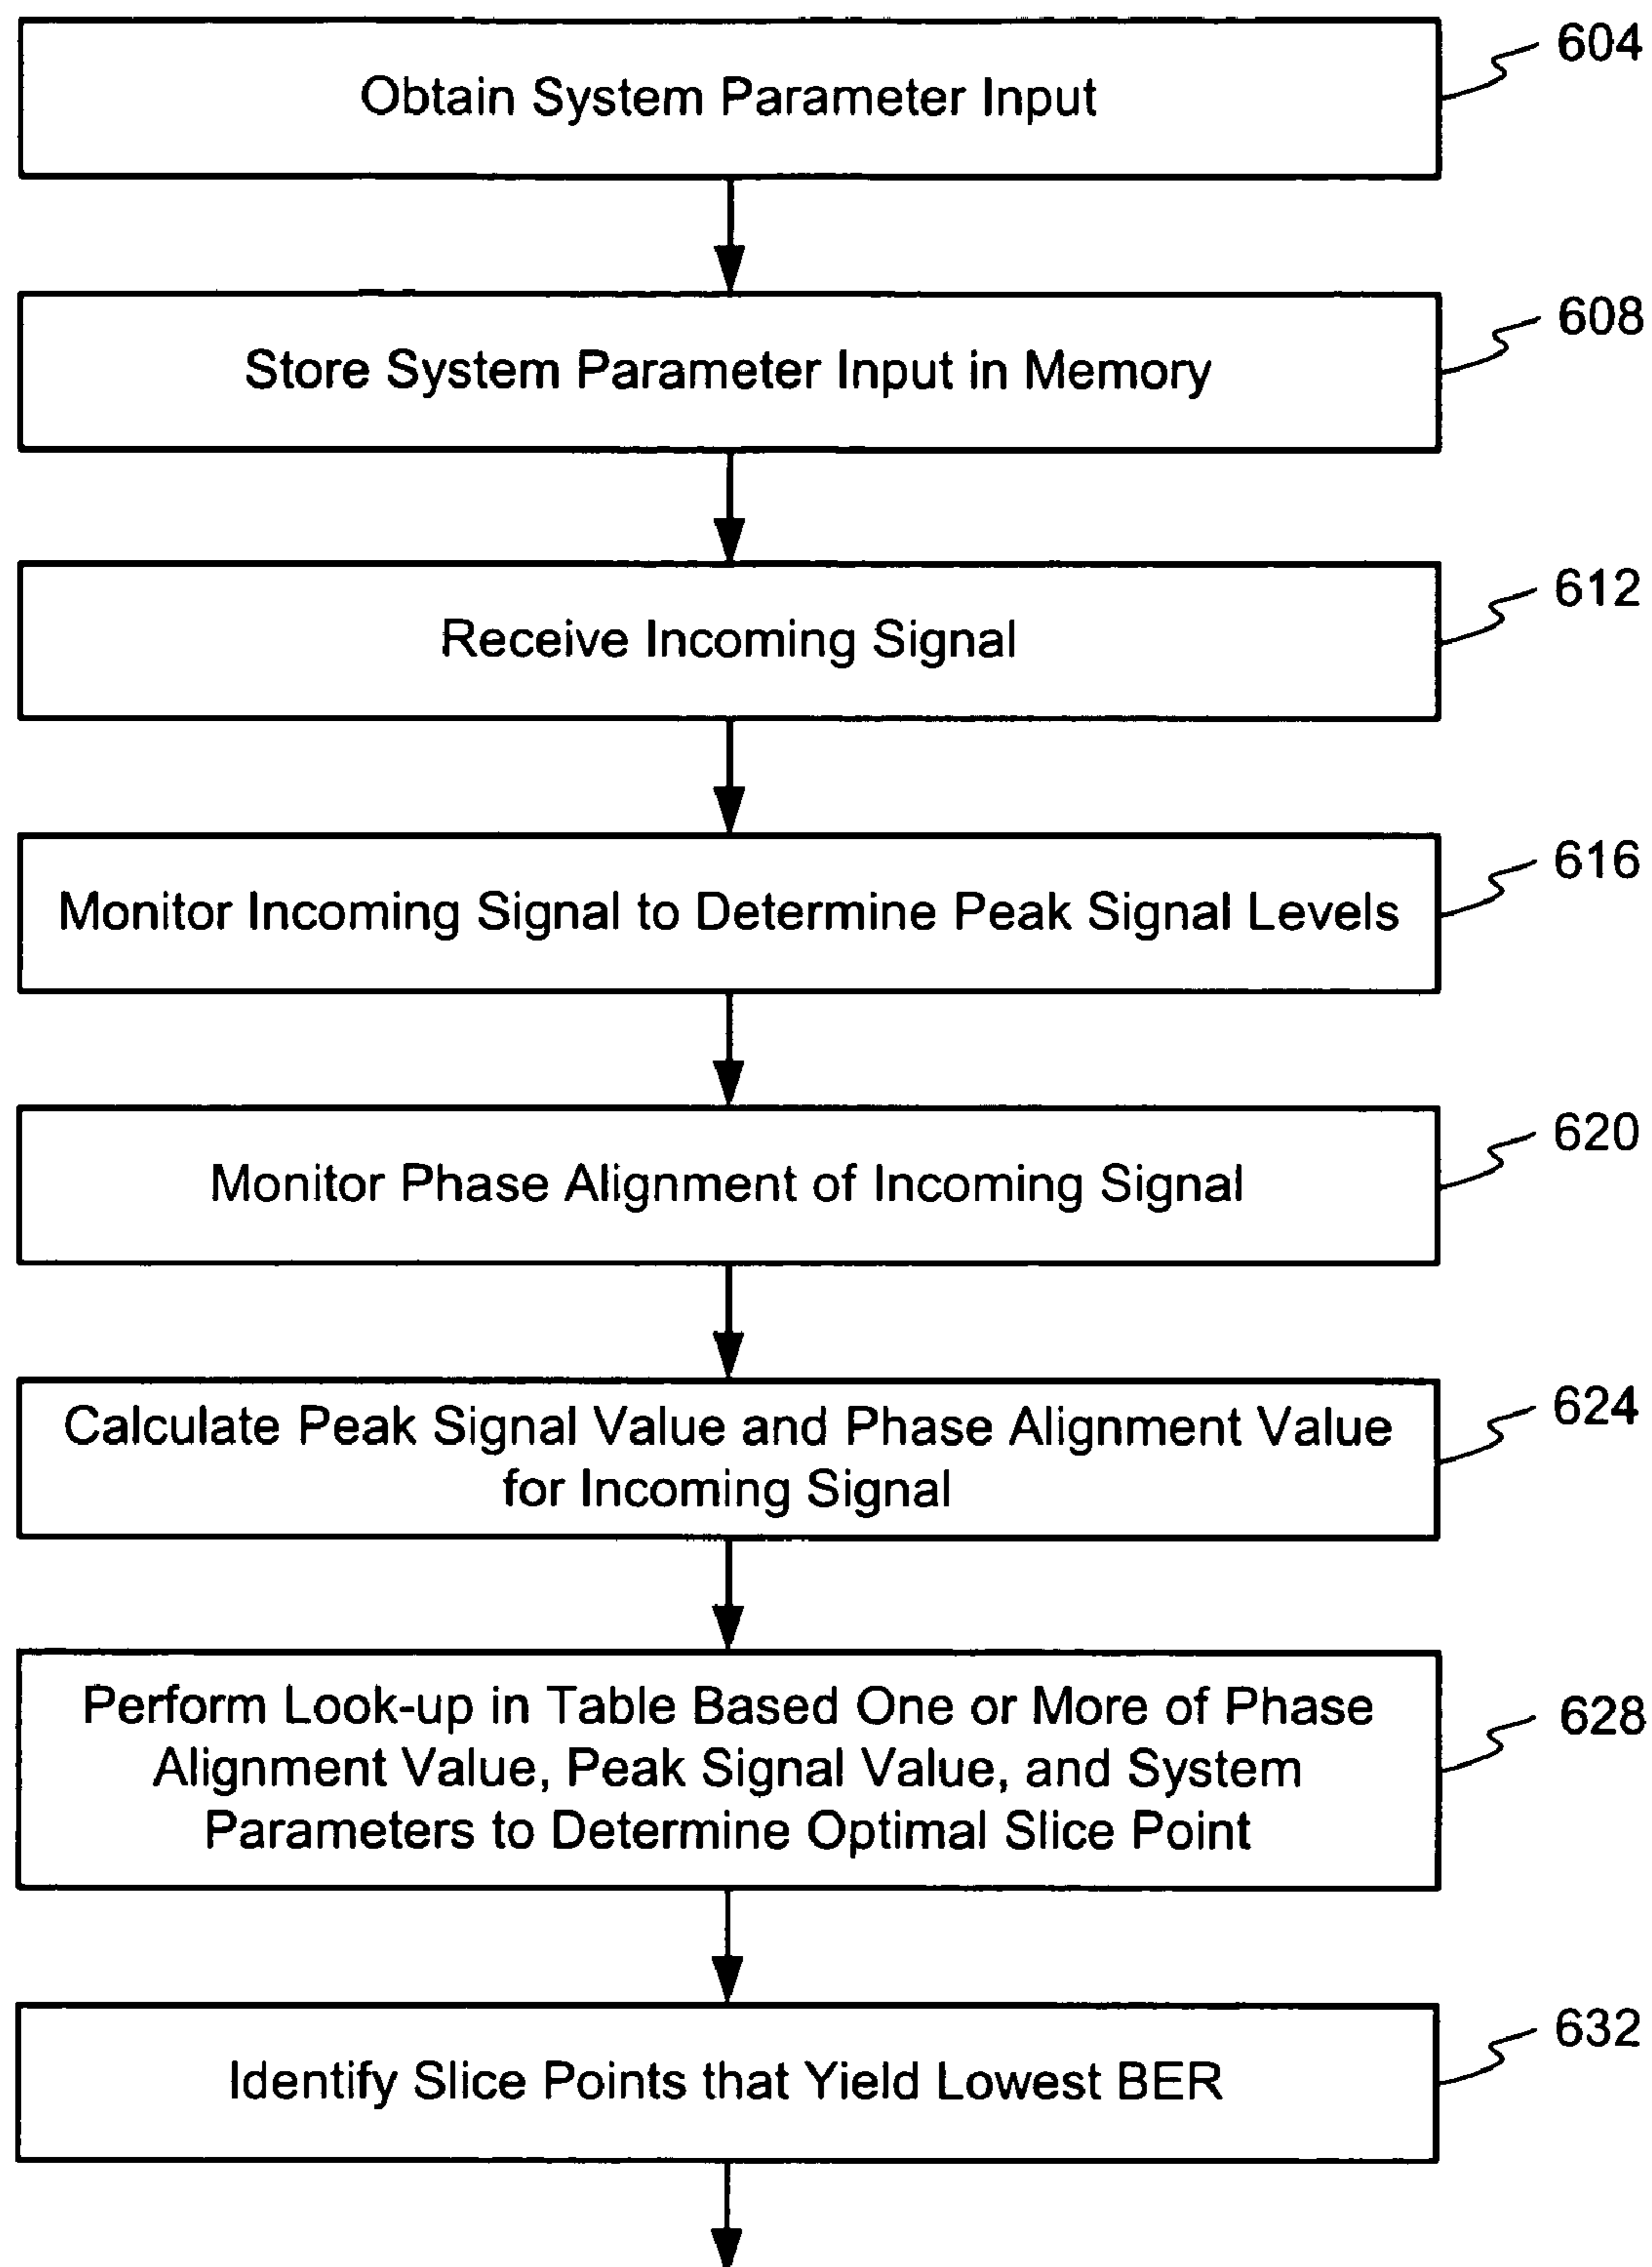 Obtain System Parameter Input
604
Store System Parameter Input in Memory
608
Receive Incoming Signal
612
Monitor Incoming Signal to Determine Peak Signal Levels
616
Monitor Phase Alignment of Incoming Signal
620
Calculate Peak Signal Value and Phase Alignment Value
for Incoming Signal
624
Perform Look-up in Table Based One or More of Phase
Alignment Value, Peak Signal Value, and System
Parameters to Determine Optimal Slice Point
628
Identify Slice Points that Yield Lowest BER
632